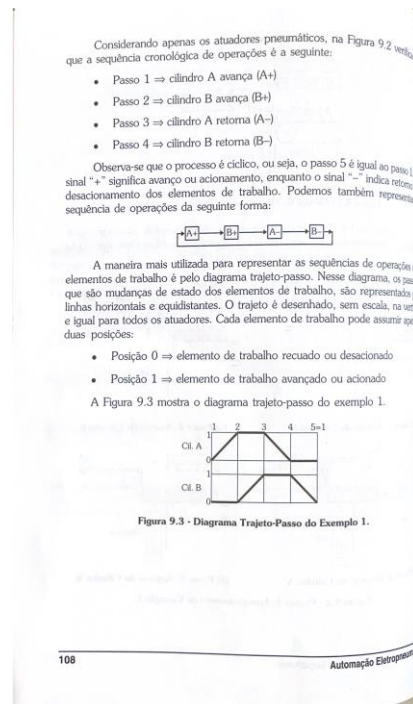 Considerando apenas os atuadores pneumáticos, na Figura 9.2
que a sequência cronológica de operações é a seguinte:
• Passo 1 ⇒ cilindro A avança (A+)
• Passo 2 ⇒ cilindro B avança (B+)
• Passo 3 ⇒ cilindro A retorna (A–)
• Passo 4 ⇒ cilindro B retorna (B–)
Observa-se que o processo é cíclico, ou seja, o passo 5 é igual ao passo 1.
sinal "+" significa avanço ou acionamento, enquanto o sinal "–" indica
desacionamento dos elementos de trabalho. Podemos também
sequência de operações da seguinte forma:
A+ B+ A– B–
A maneira mais utilizada para representar as sequências de operações
elementos de trabalho é pelo diagrama trajeto-passo. Nesse diagrama, os
que são mudanças de estado dos elementos de trabalho, são representados
linhas horizontais e equidistantes. O trajeto é desenhado, sem escala, na
e igual para todos os atuadores. Cada elemento de trabalho pode assumir
duas posições:
• Posição 0 ⇒ elemento de trabalho recuado ou desacionado
• Posição 1 ⇒ elemento de trabalho avançado ou acionado
A Figura 9.3 mostra o diagrama trajeto-passo do exemplo 1.
1 2 3 4 5=1
1
Cil. A
0
1
Cil. B
0
Figura 9.3 - Diagrama Trajeto-Passo do Exemplo 1.
108
Automação